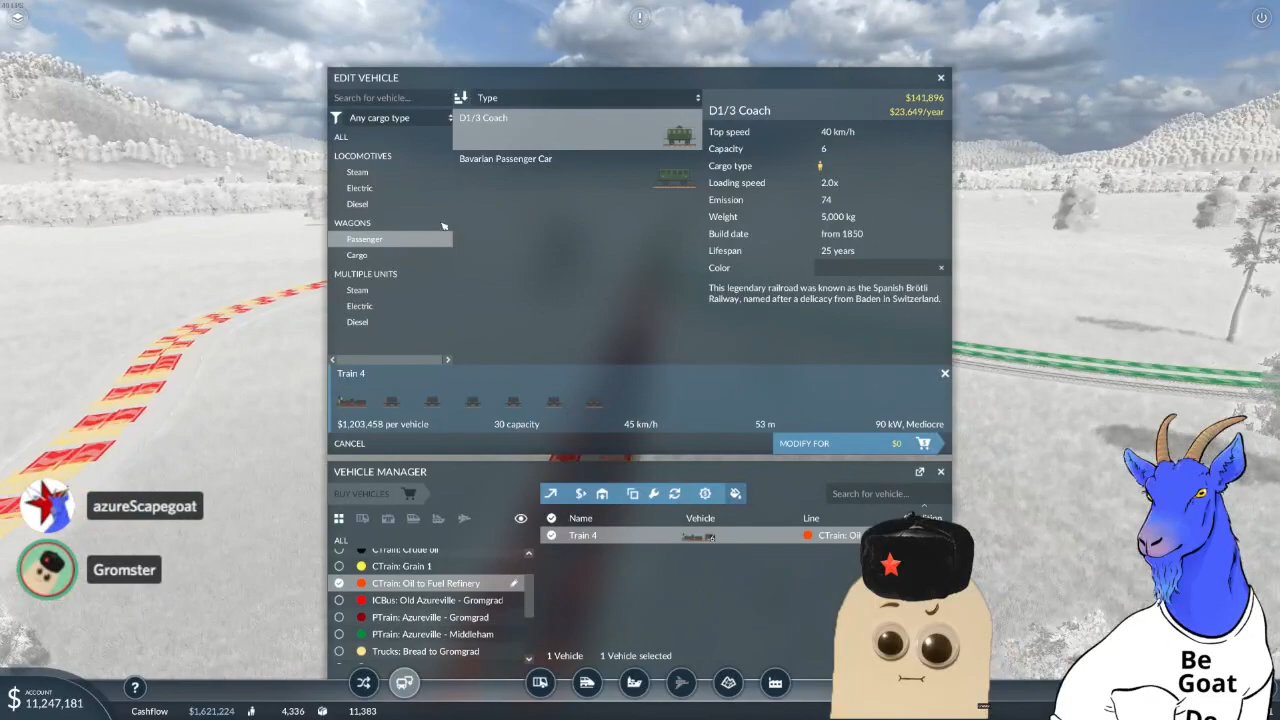 EDIT VEHICLE
Search for vehicle...
Type
Any cargo type
ALL
LOCOMOTIVES
Steam
Electric
Diesel
WAGONS
Passenger
Cargo
MULTIPLE UNITS
Steam
Electric
Diesel
D1/3 Coach
Bavarian Passenger Car
D1/3 Coach
$141,896
$23,649/year
Top speed 40 km/h
Capacity 6
Cargo type
Loading speed 2.0x
Emission 74
Weight 5,000 kg
Build date from 1850
Lifespan 25 years
Color
This legendary railroad was known as the Spanish Brötli
Railway, named after a delicacy from Baden in Switzerland.
Train 4
$1,203,458 per vehicle 30 capacity 45 km/h 53 m 90 kW, Mediocre
CANCEL
MODIFY FOR $0
VEHICLE MANAGER
BUY VEHICLES
Search for vehicle...
ALL
CTrain: Crude oil
CTrain: Grain 1
CTrain: Oil to Fuel Refinery
ICBus: Old Azureville - Gromgrad
PTrain: Azureville - Gromgrad
PTrain: Azureville - Middleham
Trucks: Bread to Gromgrad
Name Vehicle Line
Train 4 CTrain: Oil
1 Vehicle 1 Vehicle selected
azureScapegoat
Gromster
Be
Goat
Do
$ ACCOUNT
11,247,181
?
Cashflow $1,621,224 4,336 11,383